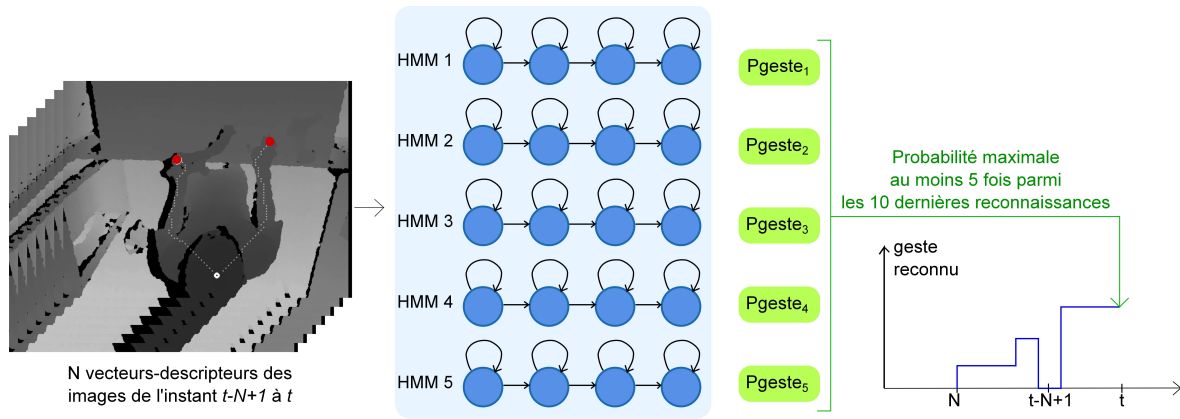 HMM 1
HMM 2
HMM 3
HMM 4
HMM 5
Pgeste₁
Pgeste₂
Pgeste₃
Pgeste₄
Pgeste₅
N vecteurs-descripteurs des
images de l'instant t-N+1 à t
Probabilité maximale
au moins 5 fois parmi
les 10 dernières reconnaissances
geste
reconnu
N
t-N+1
t